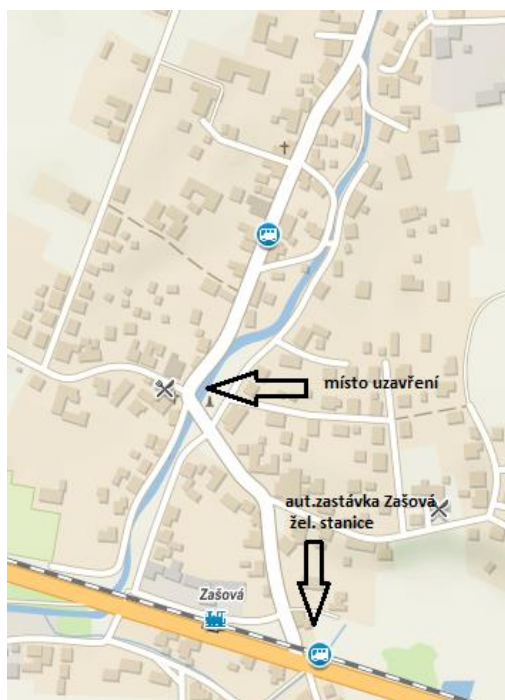 místo uzavření
aut.zastávka Zašová
žel. stanice
Zašová